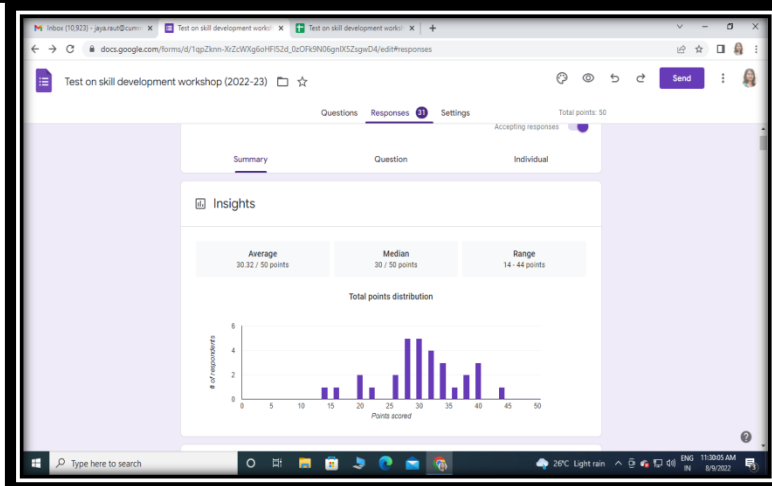 Inbox (10,923) - jaya.raut@cumm
Test on skill development worksh
Test on skill development worksh
docs.google.com/forms/d/1qpZknn-XrZcWXg6oHFI52d_0zOFk9N06gnIX5ZsgwD4/edit#responses
Test on skill development workshop (2022-23)
Send
Questions Responses 31 Settings
Total points: 50
Accepting responses
Summary Question Individual
Insights
Average Median Range
30.32 / 50 points 30 / 50 points 14 - 44 points
Total points distribution
# of respondents
6
4
2
0
0 5 10 15 20 25 30 35 40 45 50
Points scored
Type here to search
26°C Light rain
ENG
IN
11:30:05 AM
8/9/2022